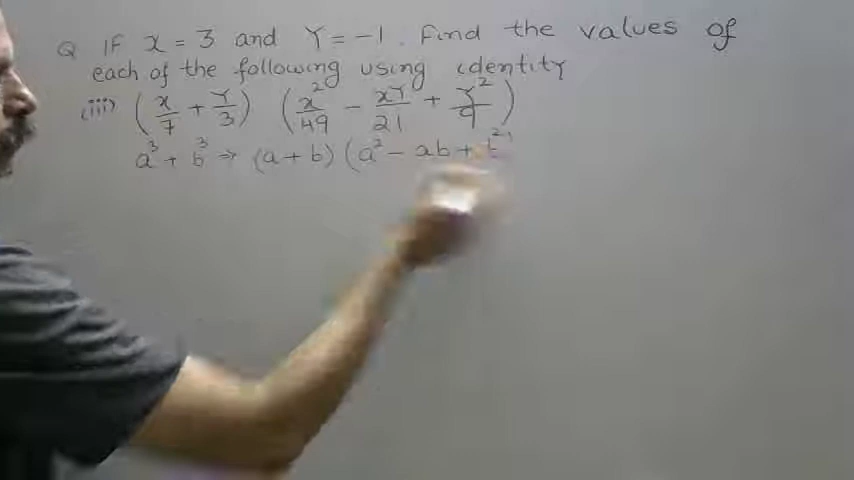 Q IF x = 3 and Y = -1. Find the values of
each of the following using identity
(iii) (x/7 + Y/3) (x²/49 - xY/21 + Y²/9)
a³ + b³ ⇒ (a + b) (a² - ab + b²